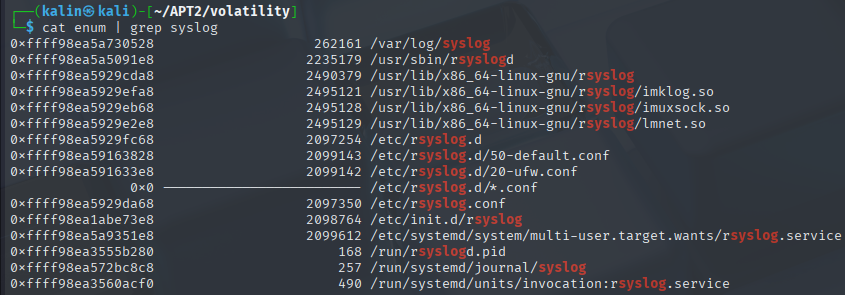 ┌──(kalin㉿kali)-[~/APT2/volatility]
└─$ cat enum | grep syslog
0×ffff98ea5a730528 262161 /var/log/syslog
0×ffff98ea5a5091e8 2235179 /usr/sbin/rsyslogd
0×ffff98ea5929cda8 2490379 /usr/lib/x86_64-linux-gnu/rsyslog
0×ffff98ea5929efa8 2495121 /usr/lib/x86_64-linux-gnu/rsyslog/imklog.so
0×ffff98ea5929eb68 2495128 /usr/lib/x86_64-linux-gnu/rsyslog/imuxsock.so
0×ffff98ea5929e2e8 2495129 /usr/lib/x86_64-linux-gnu/rsyslog/lmnet.so
0×ffff98ea5929fc68 2097254 /etc/rsyslog.d
0×ffff98ea59163828 2099143 /etc/rsyslog.d/50-default.conf
0×ffff98ea591633e8 2099142 /etc/rsyslog.d/20-ufw.conf
0×0 ------------------------- /etc/rsyslog.d/*.conf
0×ffff98ea5929da68 2097350 /etc/rsyslog.conf
0×ffff98ea1abe73e8 2098764 /etc/init.d/rsyslog
0×ffff98ea5a9351e8 2099612 /etc/systemd/system/multi-user.target.wants/rsyslog.service
0×ffff98ea3555b280 168 /run/rsyslogd.pid
0×ffff98ea572bc8c8 257 /run/systemd/journal/syslog
0×ffff98ea3560acf0 490 /run/systemd/units/invocation:rsyslog.service